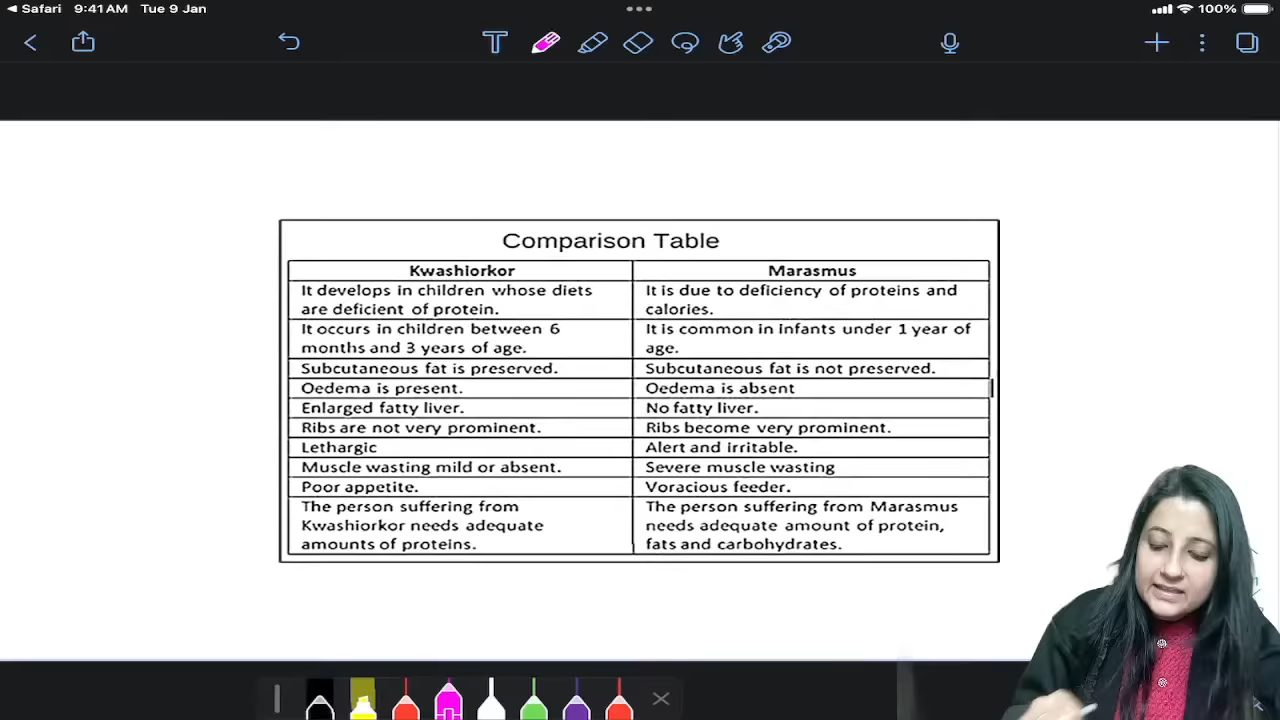 Safari 9:41 AM Tue 9 Jan 100%
Comparison Table
Kwashiorkor Marasmus
It develops in children whose diets
are deficient of protein.
It is due to deficiency of proteins and
calories.
It occurs in children between 6
months and 3 years of age.
It is common in infants under 1 year of
age.
Subcutaneous fat is preserved. Subcutaneous fat is not preserved.
Oedema is present. Oedema is absent
Enlarged fatty liver. No fatty liver.
Ribs are not very prominent. Ribs become very prominent.
Lethargic Alert and irritable.
Muscle wasting mild or absent. Severe muscle wasting
Poor appetite. Voracious feeder.
The person suffering from
Kwashiorkor needs adequate
amounts of proteins.
The person suffering from Marasmus
needs adequate amount of protein,
fats and carbohydrates.